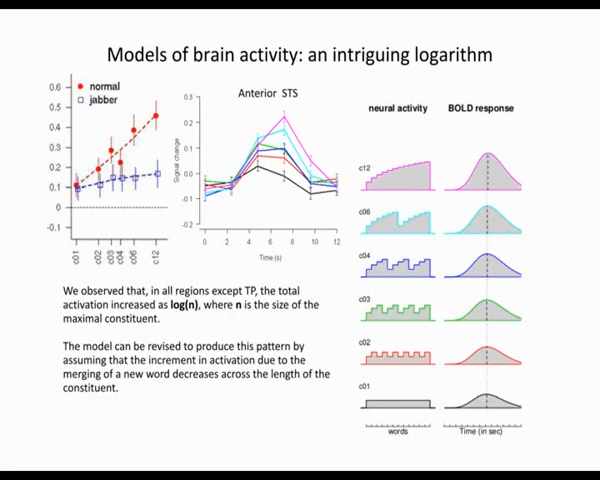 Models of brain activity: an intriguing logarithm
normal
jabber
0.6
0.5
0.4
0.3
0.2
0.1
0
-0.1
c01
c02
c03
c04
c06
c12
Anterior STS
Signal change
0.3
0.2
0.1
-0.0
-0.1
-0.2
0
2
4
6
8
10
12
Time (s)
neural activity
BOLD response
c12
c06
c04
c03
c02
c01
words
Time (in sec)
We observed that, in all regions except TP, the total
activation increased as log(n), where n is the size of the
maximal constituent.
The model can be revised to produce this pattern by
assuming that the increment in activation due to the
merging of a new word decreases across the length of the
constituent.